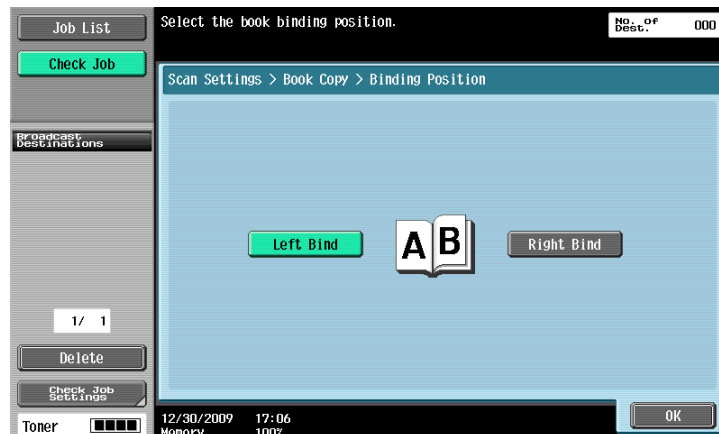 Job List
Check Job
Broadcast
Destinations
1/ 1
Delete
Check Job
Settings
Toner
Select the book binding position.
No. of
Dest.
000
Scan Settings > Book Copy > Binding Position
Left Bind
A B
Right Bind
OK
12/30/2009 17:06
Memory 100%